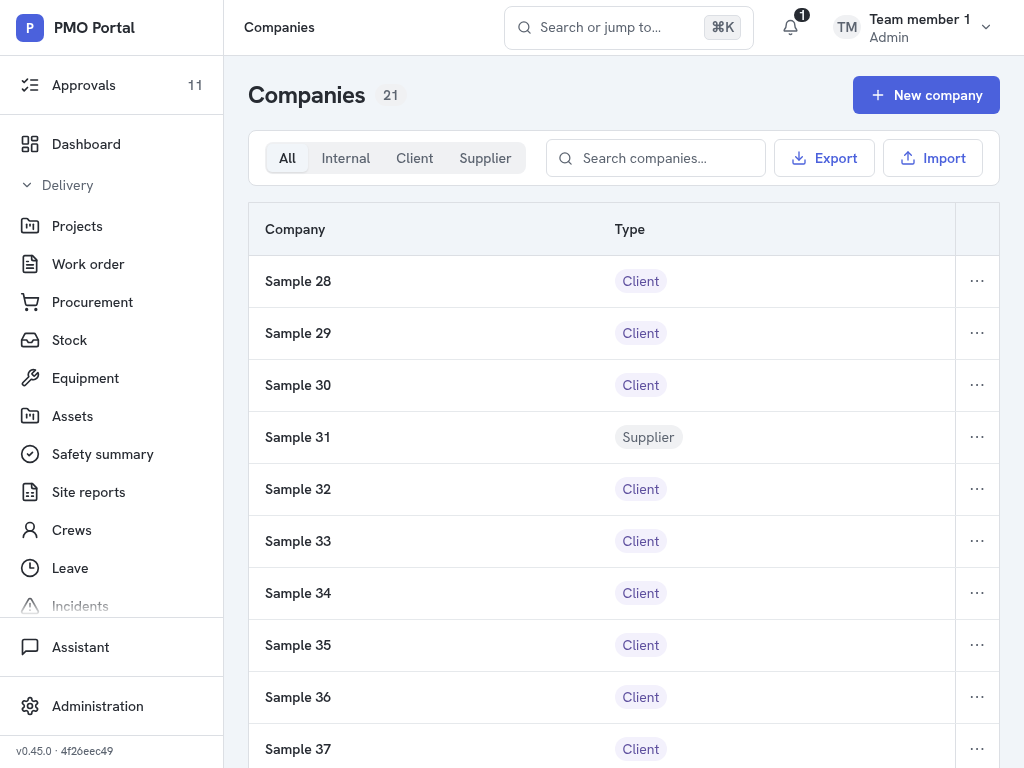 P PMO Portal
Companies
Search or jump to...
⌘K
1
TM
Team member 1
Admin
Approvals 11
Dashboard
Delivery
Projects
Work order
Procurement
Stock
Equipment
Assets
Safety summary
Site reports
Crews
Leave
Incidents
Assistant
Administration
v0.45.0 · 4f26eec49
Companies 21
New company
All Internal Client Supplier
Search companies...
Export
Import
Company Type
Sample 28 Client
Sample 29 Client
Sample 30 Client
Sample 31 Supplier
Sample 32 Client
Sample 33 Client
Sample 34 Client
Sample 35 Client
Sample 36 Client
Sample 37 Client